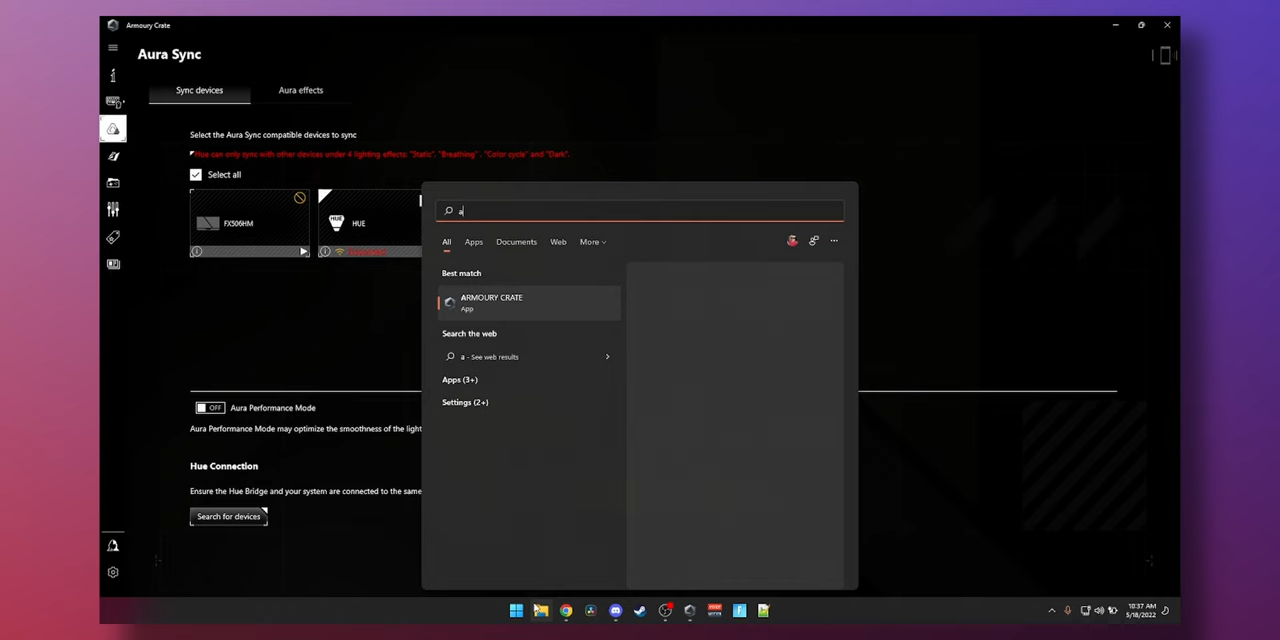 Armoury Crate
Aura Sync
Sync devices
Aura effects
Select the Aura Sync compatible devices to sync
Hue can only sync with other devices under 4 lighting effects: "Static", "Breathing" , "Color cycle" and "Dark".
Select all
FX506HM
HUE
HUE
a
All
Apps
Documents
Web
More
Best match
ARMOURY CRATE
App
Search the web
a - See web results
Apps (3+)
Settings (2+)
OFF
Aura Performance Mode
Aura Performance Mode may optimize the smoothness of the light
Hue Connection
Ensure the Hue Bridge and your system are connected to the same
Search for devices
10:37 AM
5/18/2022